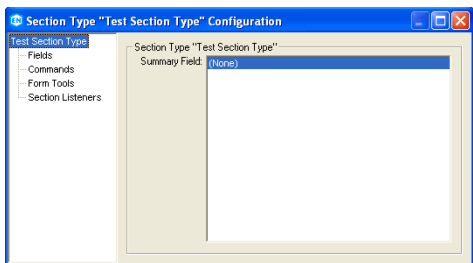 Section Type "Test Section Type" Configuration
Test Section Type
Fields
Commands
Form Tools
Section Listeners
Section Type "Test Section Type"
Summary Field: (None)